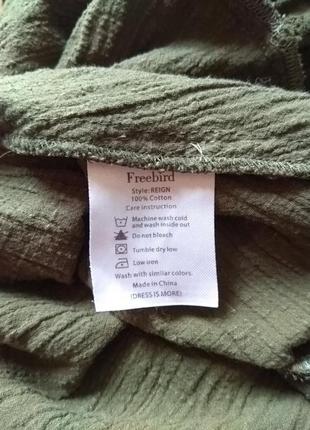 Freebird
Style: REIGN
100% Cotton
Care instruction
Machine wash cold
and wash inside out
Do not bleach
Tumble dry low
Low iron
Wash with similar colors.
Made in China
(DRESS IS MORE)